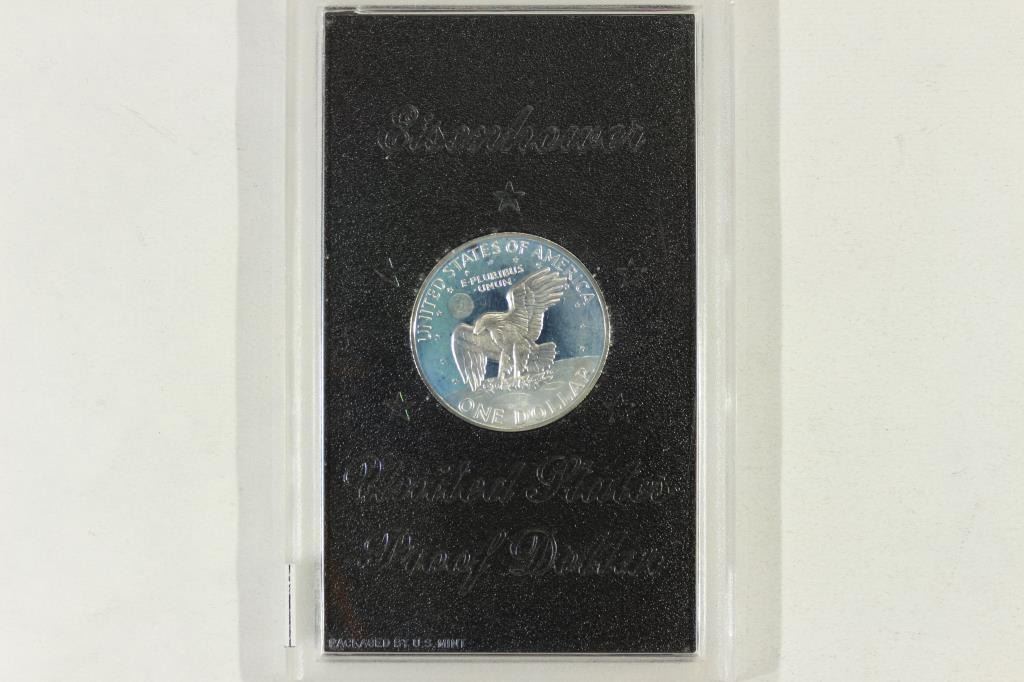 Eisenhower
UNITED STATES OF AMERICA
E·PLURIBUS
UNUM
ONE DOLLAR
United States
Proof Dollar
PACKAGED BY U.S. MINT